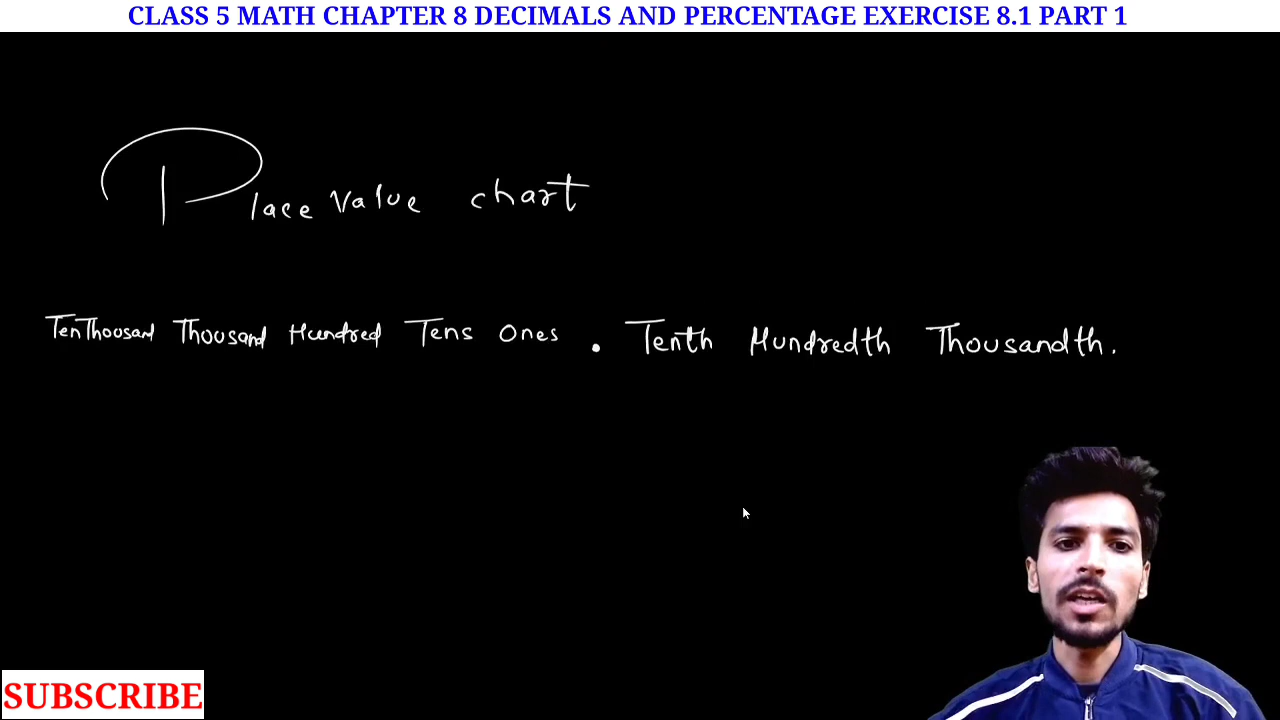 CLASS 5 MATH CHAPTER 8 DECIMALS AND PERCENTAGE EXERCISE 8.1 PART 1
Place Value chart
TenThousand Thousand Hundred Tens Ones . Tenth Hundredth Thousandth.
SUBSCRIBE